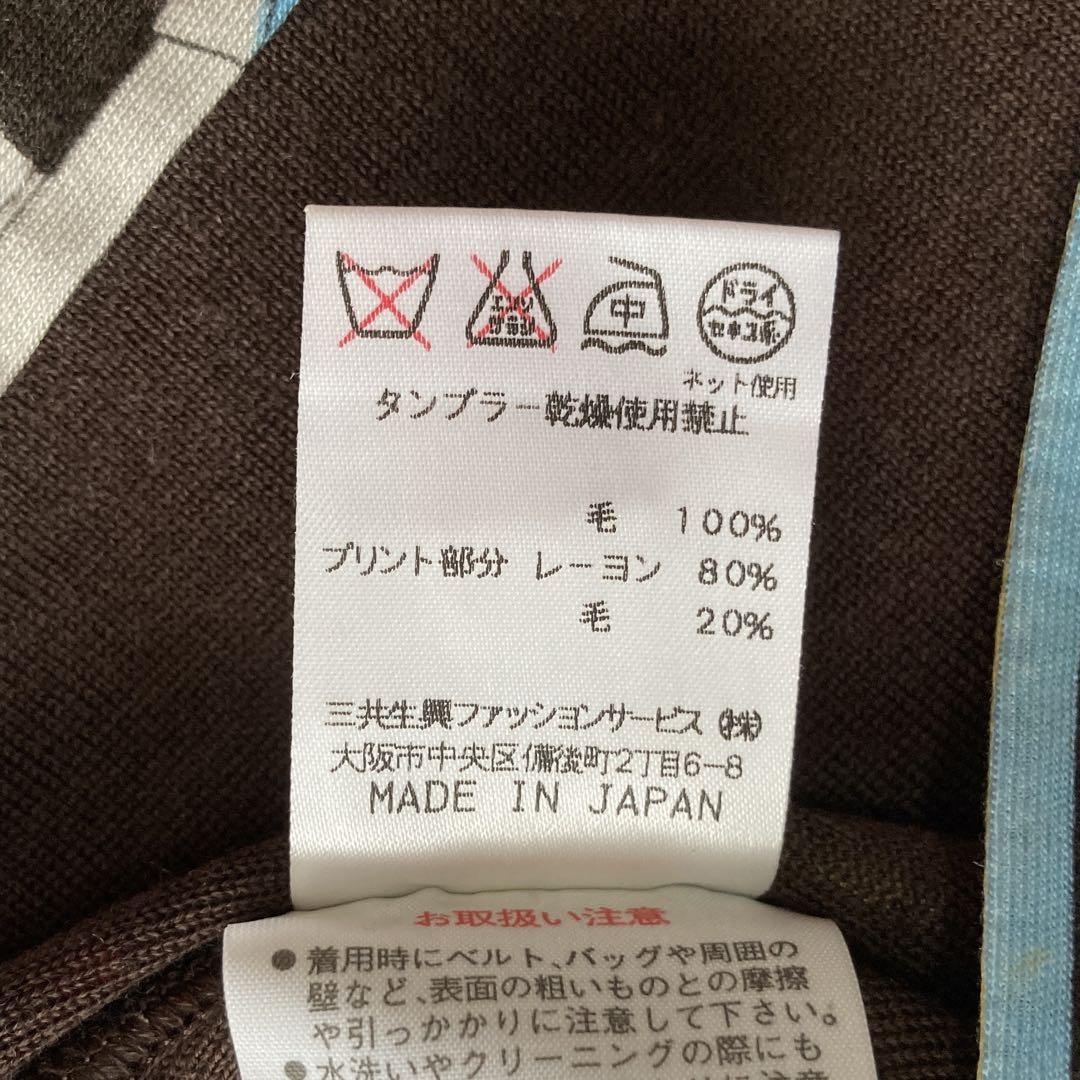 エンソ
サラシ
中
ドライ
セキユ系
ネット使用
タンブラー乾燥使用禁止
毛 100%
プリント部分 レーヨン 80%
毛 20%
三共生興ファッションサービス(株)
大阪市中央区備後町2丁目6-8
MADE IN JAPAN
お取扱い注意
●着用時にベルト、バッグや周囲の
壁など、表面の粗いものとの摩擦
や引っかかりに注意して下さい。
●水洗いやクリーニングの際にも